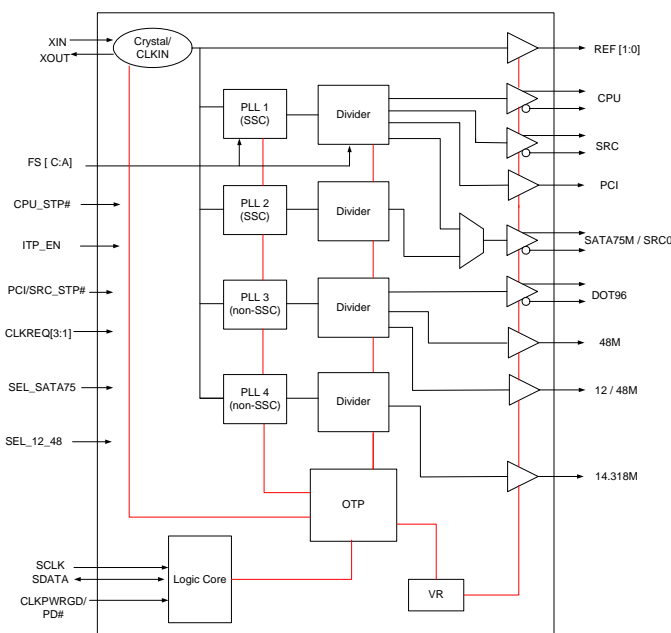 XIN
XOUT
Crystal/
CLKIN
REF [1:0]
PLL 1
(SSC)
Divider
CPU
SRC
FS [ C:A]
PCI
CPU_STP#
PLL 2
(SSC)
Divider
ITP_EN
SATA75M / SRC0
PCI/SRC_STP#
PLL 3
(non-SSC)
Divider
DOT96
CLKREQ[3:1]
48M
SEL_SATA75
PLL 4
(non-SSC)
Divider
12 / 48M
SEL_12_48
14.318M
OTP
SCLK
SDATA
Logic Core
CLKPWRGD/
PD#
VR